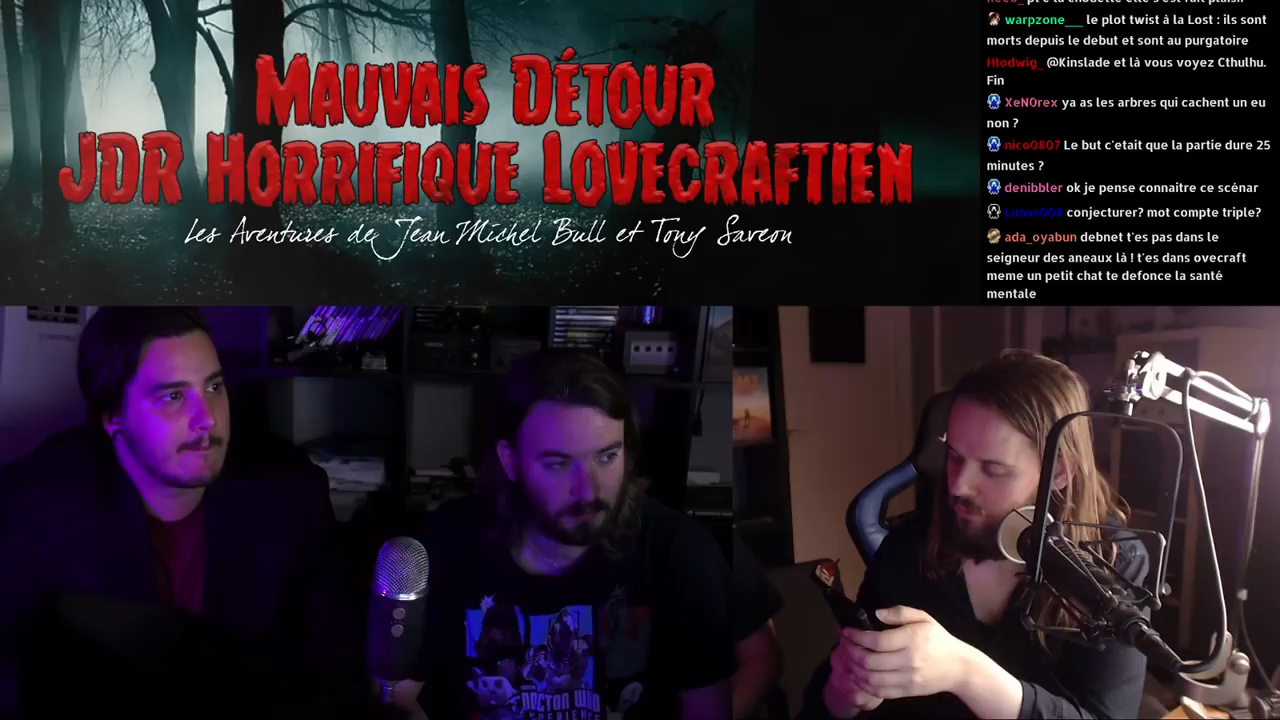 MAUVAIS DÉTOUR
JDR HORRIFIQUE LOVECRAFTIEN
Les Aventures de Jean Michel Bull et Tony Saveon
warpzone___ le plot twist à la Lost : ils sont
morts depuis le debut et sont au purgatoire
Hlodwig_ @Kinslade et là vous voyez Cthulhu.
Fin
XeN0rex ya as les arbres qui cachent un eu
non ?
nico0807 Le but c'etait que la partie dure 25
minutes ?
denibbler ok je pense connaitre ce scénar
conjecturer? mot compte triple?
ada_oyabun debnet t'es pas dans le
seigneur des aneaux là ! t'es dans ovecraft
meme un petit chat te defonce la santé
mentale
DOCTOR WHO
EXPERIENCE